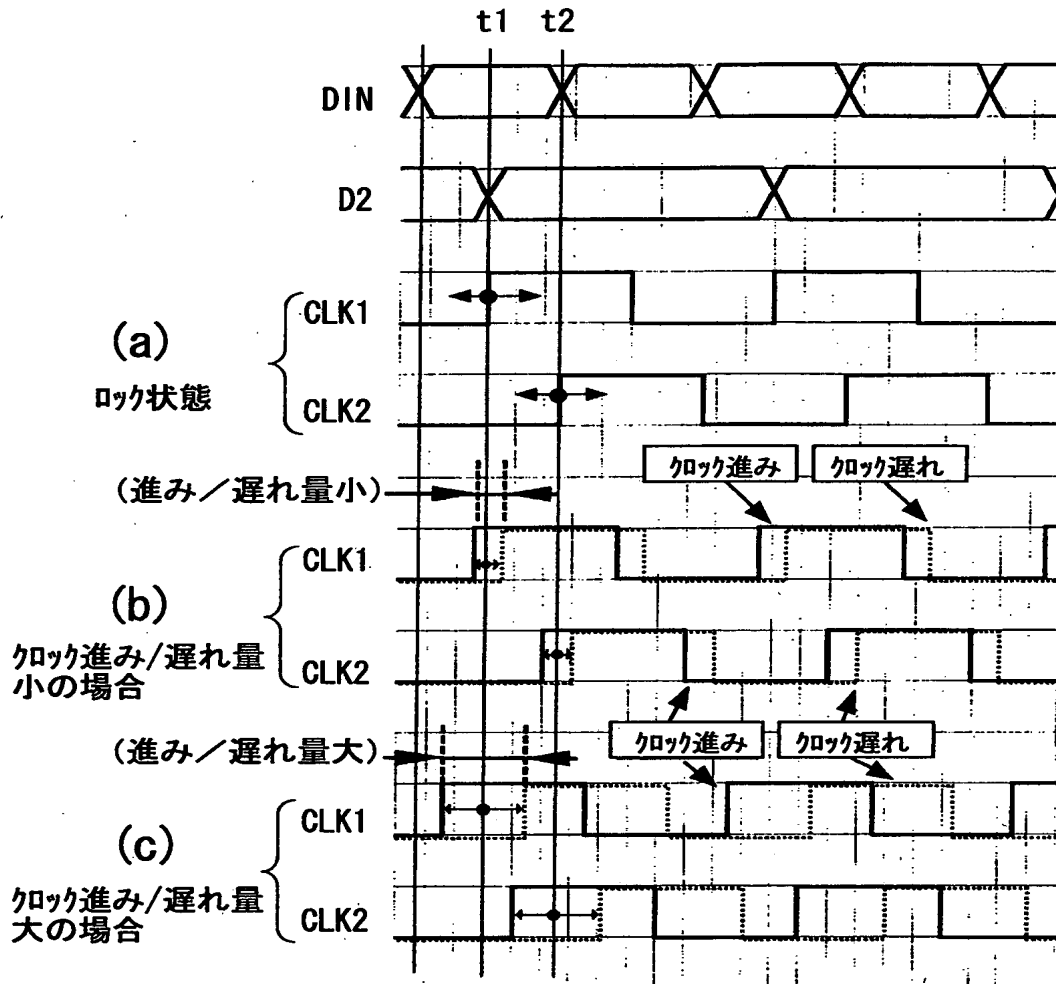 t1 t2
DIN
D2
CLK1
(a)
ロック状態
CLK2
クロック進み クロック遅れ
(進み/遅れ量小)
CLK1
(b)
クロック進み/遅れ量
小の場合
CLK2
クロック進み クロック遅れ
(進み/遅れ量大)
CLK1
(c)
クロック進み/遅れ量
大の場合
CLK2